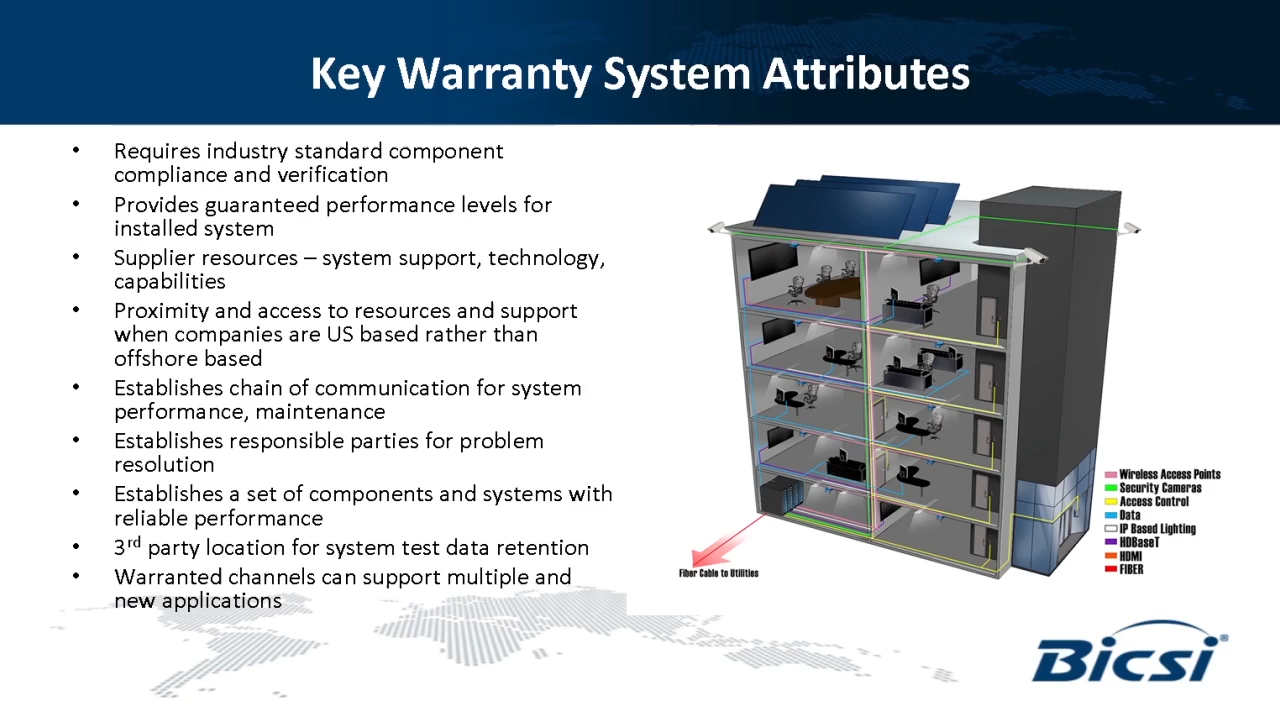 Key Warranty System Attributes
• Requires industry standard component
compliance and verification
• Provides guaranteed performance levels for
installed system
• Supplier resources – system support, technology,
capabilities
• Proximity and access to resources and support
when companies are US based rather than
offshore based
• Establishes chain of communication for system
performance, maintenance
• Establishes responsible parties for problem
resolution
• Establishes a set of components and systems with
reliable performance
• 3rd party location for system test data retention
• Warranted channels can support multiple and
new applications
Wireless Access Points
Security Cameras
Access Control
Data
IP Based Lighting
HDBaseT
HDMI
FIBER
Fiber Cable to Utilities
Bicsi®